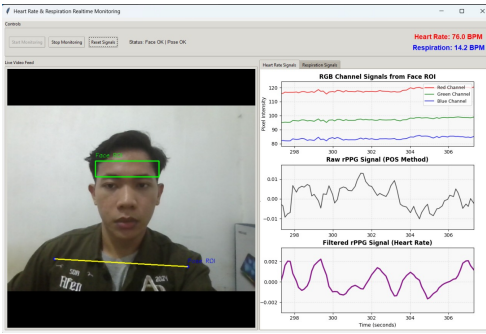 Heart Rate & Respiration Realtime Monitoring
Controls
Start Monitoring Stop Monitoring Reset Signals Status: Face OK | Pose OK
Heart Rate: 76.0 BPM
Respiration: 14.2 BPM
Live Video Feed
Heart Rate Signals Respiration Signals
Face
ROI
2021
RGB Channel Signals from Face ROI
Pixel Intensity
120
110
100
90
80
Red Channel
Green Channel
Blue Channel
298 300 302 304 306
Raw rPPG Signal (POS Method)
0.01
0.00
−0.01
298 300 302 304 306
Filtered rPPG Signal (Heart Rate)
0.002
0.000
−0.002
298 300 302 304 306
Time (seconds)